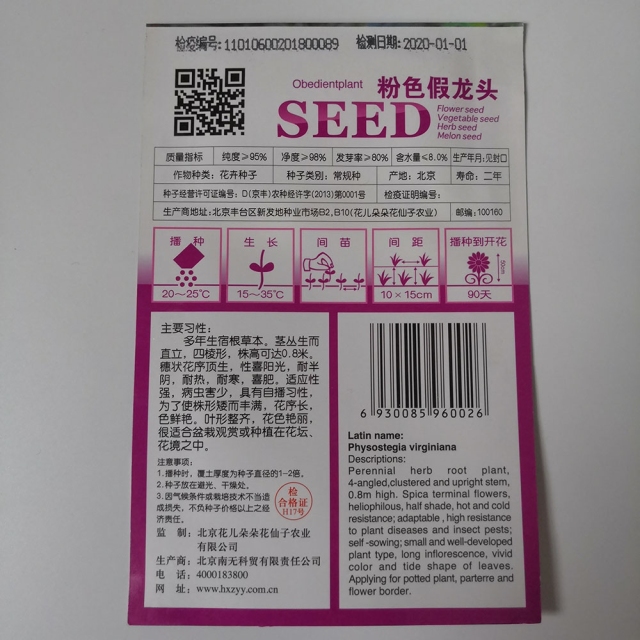 检疫编号:11010600201800089 检测日期:2020-01-01
Obedientplant 粉色假龙头
SEED
Flower seed
Vegetable seed
Herb seed
Melon seed
质量指标 纯度≥95% 净度≥98% 发芽率≥80% 含水量≤8.0% 生产年月:见封口
作物种类:花卉种子 种子类别:常规种 产地:北京 寿命:二年
种子经营许可证编号:D(京丰)农种经许字(2013)第0001号 检疫证明编号:
生产商地址:北京丰台区新发地种业市场B2,B10(花儿朵朵花仙子农业) 邮编:100160
播种 生长 间苗 间距 播种到开花
50cm
20～25℃ 15～35℃ 10×15cm 90天
主要习性:
多年生宿根草本。茎丛生而
直立，四棱形，株高可达0.8米。
穗状花序顶生，性喜阳光，耐半
阴，耐热，耐寒，喜肥。适应性
强，病虫害少，具有自播习性，
为了使株形矮而丰满，花序长，
色鲜艳。叶形整齐，花色艳丽，
很适合盆栽观赏或种植在花坛、
花境之中。
注意事项:
1.播种时，覆土厚度为种子直径的1-2倍。
2.种子放在避光、干燥处。
3.因气候条件或栽培技术不当造
成损失，不负种子价格以上之经
济责任。
检
合格证
H17号
监制:北京花儿朵朵花仙子农业
有限公司
生产商:北京南无科贸有限责任公司
电话:4000183800
网址:www.hxzyy.com.cn
6 930085 960026
Latin name:
Physostegia virginiana
Descriptions:
Perennial herb root plant,
4-angled,clustered and upright stem,
0.8m high. Spica terminal flowers,
heliophilous, half shade, hot and cold
resistance; adaptable , high resistance
to plant diseases and insect pests;
self -sowing; small and well-developed
plant type, long inflorescence, vivid
color and tide shape of leaves.
Applying for potted plant, parterre and
flower border.